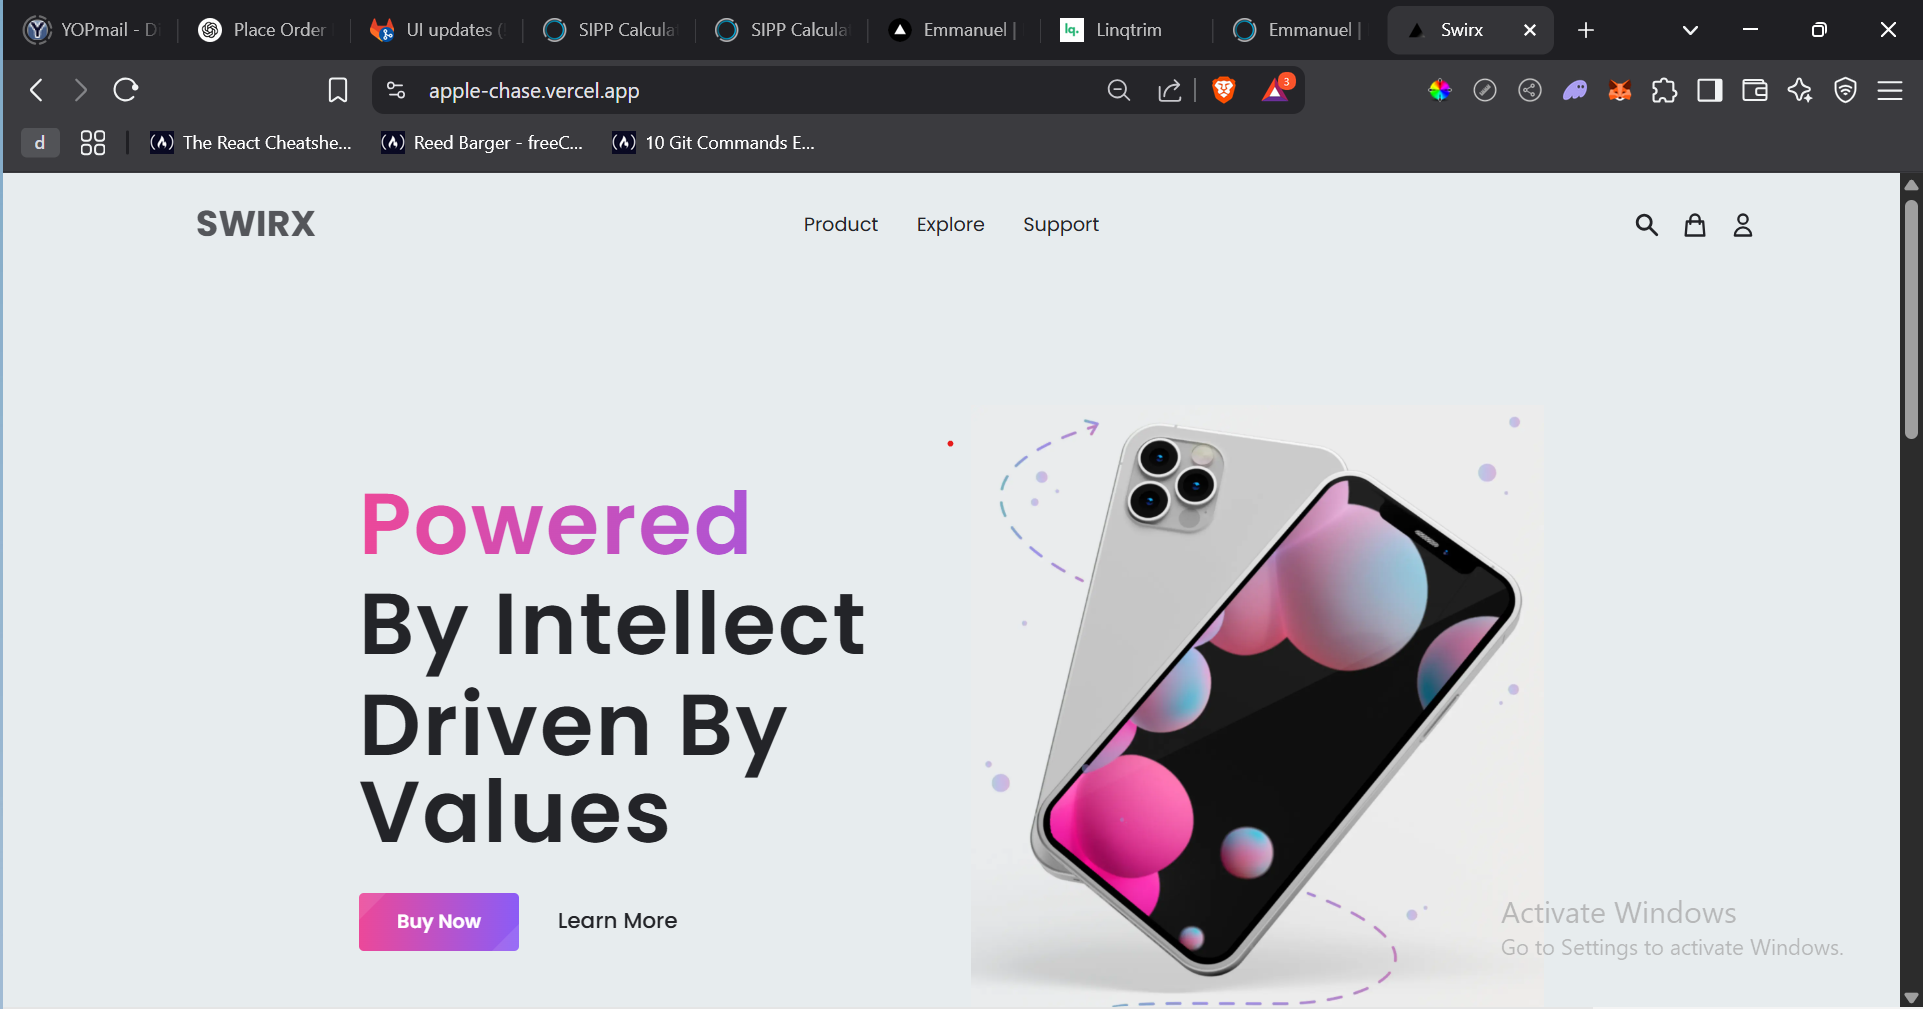 YOPmail - Di
Place Order
UI updates (
SIPP Calcula
SIPP Calcula
Emmanuel |
lq.
Linqtrim
Emmanuel |
Swirx
apple-chase.vercel.app
3
d
The React Cheatshe...
Reed Barger - freeC...
10 Git Commands E...
SWIRX
Product
Explore
Support
Powered
By Intellect
Driven By
Values
Buy Now
Learn More
Activate Windows
Go to Settings to activate Windows.